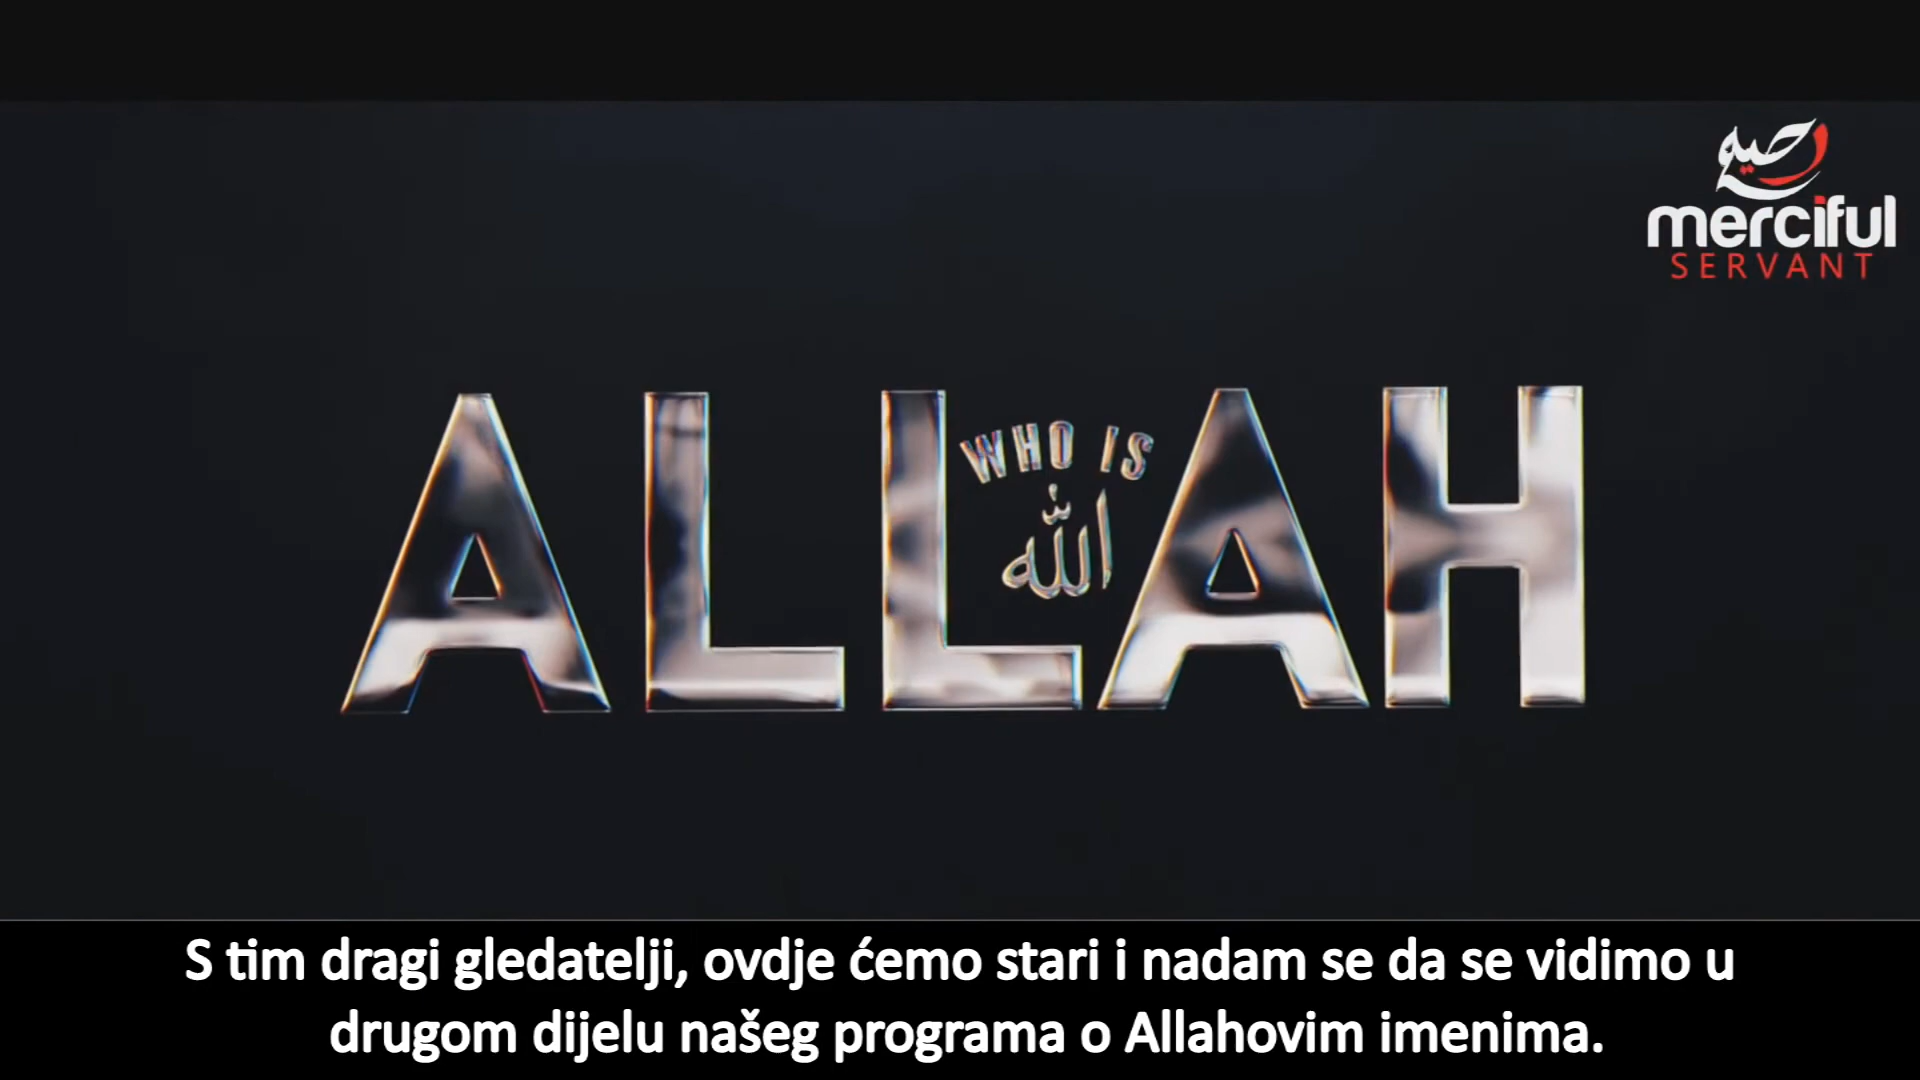 رحيم
merciful
SERVANT
WHO IS
الله
ALLAH
S tim dragi gledatelji, ovdje ćemo stari i nadam se da se vidimo u
drugom dijelu našeg programa o Allahovim imenima.